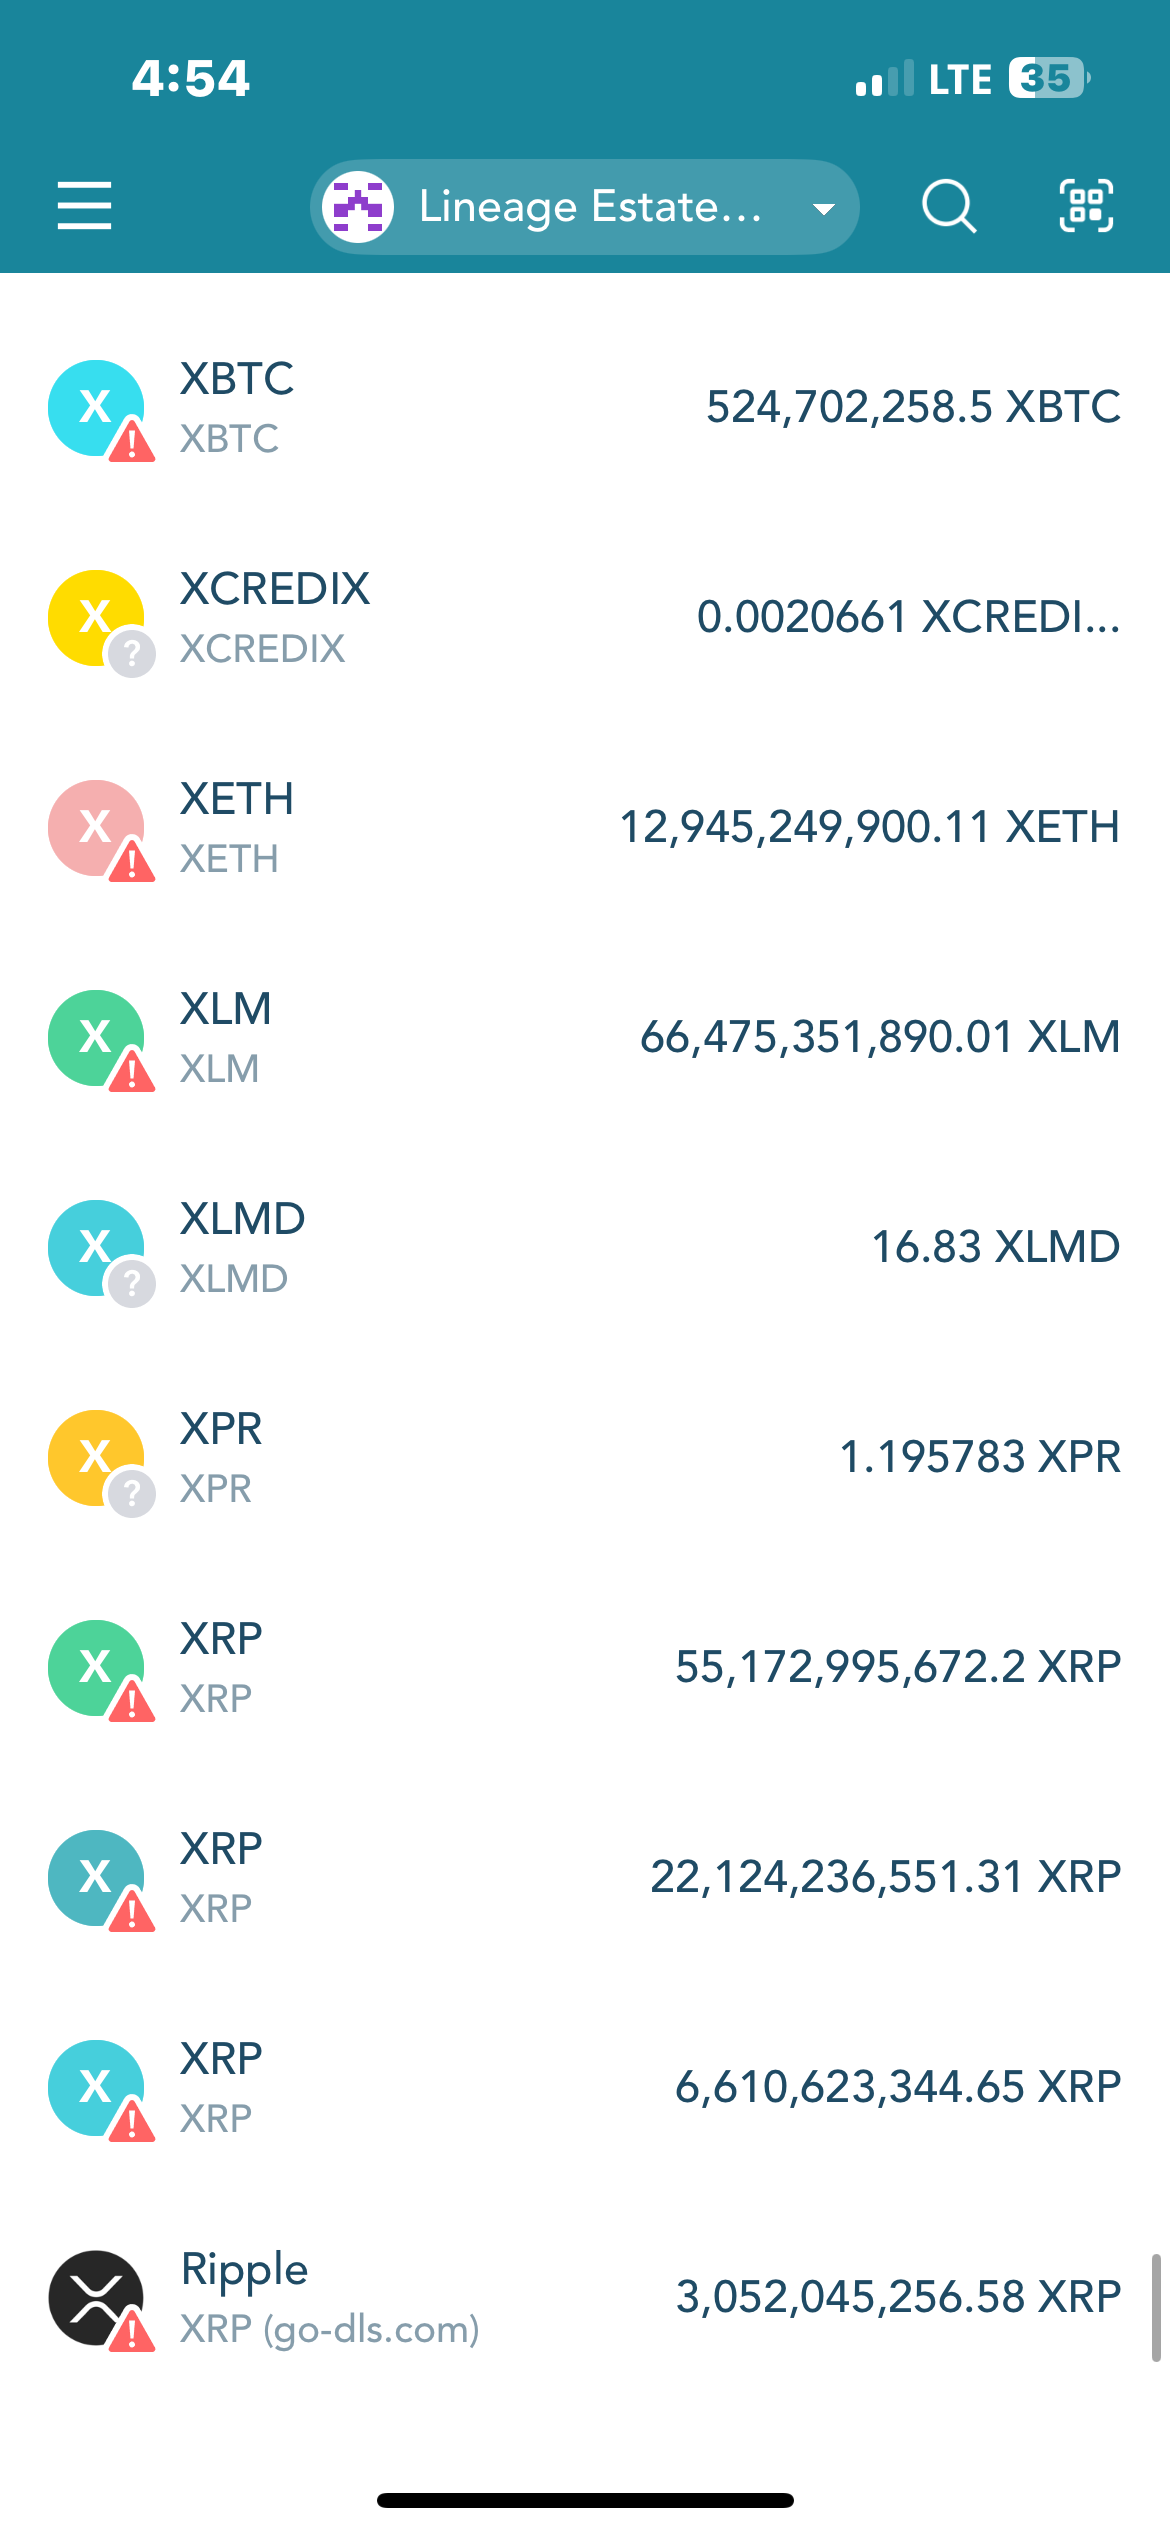 4:54
LTE 35
Lineage Estate...
X
XBTC
XBTC
524,702,258.5 XBTC
X
?
XCREDIX
XCREDIX
0.0020661 XCREDI...
X
XETH
XETH
12,945,249,900.11 XETH
X
XLM
XLM
66,475,351,890.01 XLM
X
?
XLMD
XLMD
16.83 XLMD
X
?
XPR
XPR
1.195783 XPR
X
XRP
XRP
55,172,995,672.2 XRP
X
XRP
XRP
22,124,236,551.31 XRP
X
XRP
XRP
6,610,623,344.65 XRP
Ripple
XRP (go-dls.com)
3,052,045,256.58 XRP